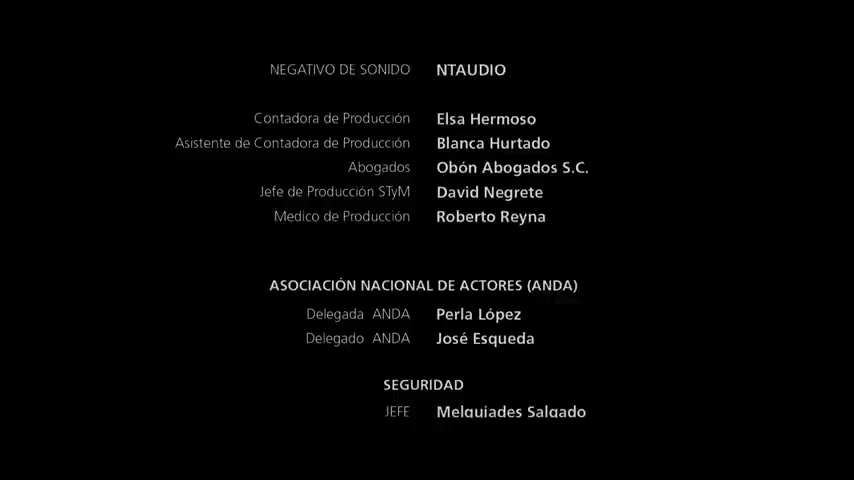 NEGATIVO DE SONIDO NTAUDIO
Contadora de Producción Elsa Hermoso
Asistente de Contadora de Producción Blanca Hurtado
Abogados Obón Abogados S.C.
Jefe de Producción STyM David Negrete
Medico de Producción Roberto Reyna
ASOCIACIÓN NACIONAL DE ACTORES (ANDA)
Delegada ANDA Perla López
Delegado ANDA José Esqueda
SEGURIDAD
JEFE Melquiades Salgado